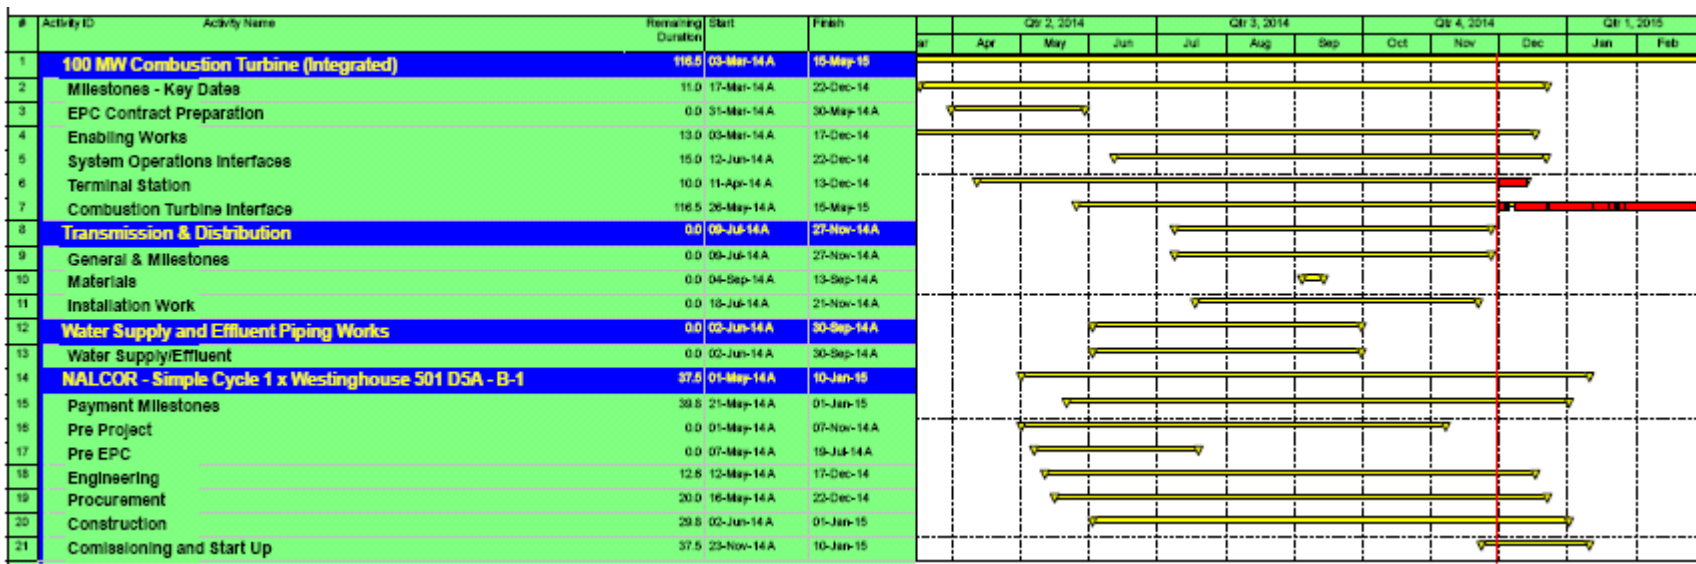 # Activity ID Activity Name Remaining Duration Start Finish Qtr 2, 2014 Qtr 3, 2014 Qtr 4, 2014 Qtr 1, 2015
ar Apr May Jun Jul Aug Sep Oct Nov Dec Jan Feb
1 100 MW Combustion Turbine (Integrated) 116.5 03-Mar-14 A 15-May-15
2 Milestones - Key Dates 11.0 17-Mar-14 A 22-Dec-14
3 EPC Contract Preparation 0.0 31-Mar-14 A 30-May-14 A
4 Enabling Works 13.0 03-Mar-14 A 17-Dec-14
5 System Operations Interfaces 15.0 12-Jun-14 A 22-Dec-14
6 Terminal Station 10.0 11-Apr-14 A 13-Dec-14
7 Combustion Turbine Interface 116.5 26-May-14 A 15-May-15
8 Transmission & Distribution 0.0 09-Jul-14 A 27-Nov-14 A
9 General & Milestones 0.0 09-Jul-14 A 27-Nov-14 A
10 Materials 0.0 04-Sep-14 A 13-Sep-14 A
11 Installation Work 0.0 18-Jul-14 A 21-Nov-14 A
12 Water Supply and Effluent Piping Works 0.0 02-Jun-14 A 30-Sep-14 A
13 Water Supply/Effluent 0.0 02-Jun-14 A 30-Sep-14 A
14 NALCOR - Simple Cycle 1 x Westinghouse 501 D5A - B-1 37.5 01-May-14 A 10-Jan-15
15 Payment Milestones 39.8 21-May-14 A 01-Jan-15
16 Pre Project 0.0 01-May-14 A 07-Nov-14 A
17 Pre EPC 0.0 07-May-14 A 19-Jul-14 A
18 Engineering 12.8 12-May-14 A 17-Dec-14
19 Procurement 20.0 16-May-14 A 22-Dec-14
20 Construction 29.8 02-Jun-14 A 01-Jan-15
21 Comissioning and Start Up 37.5 23-Nov-14 A 10-Jan-15